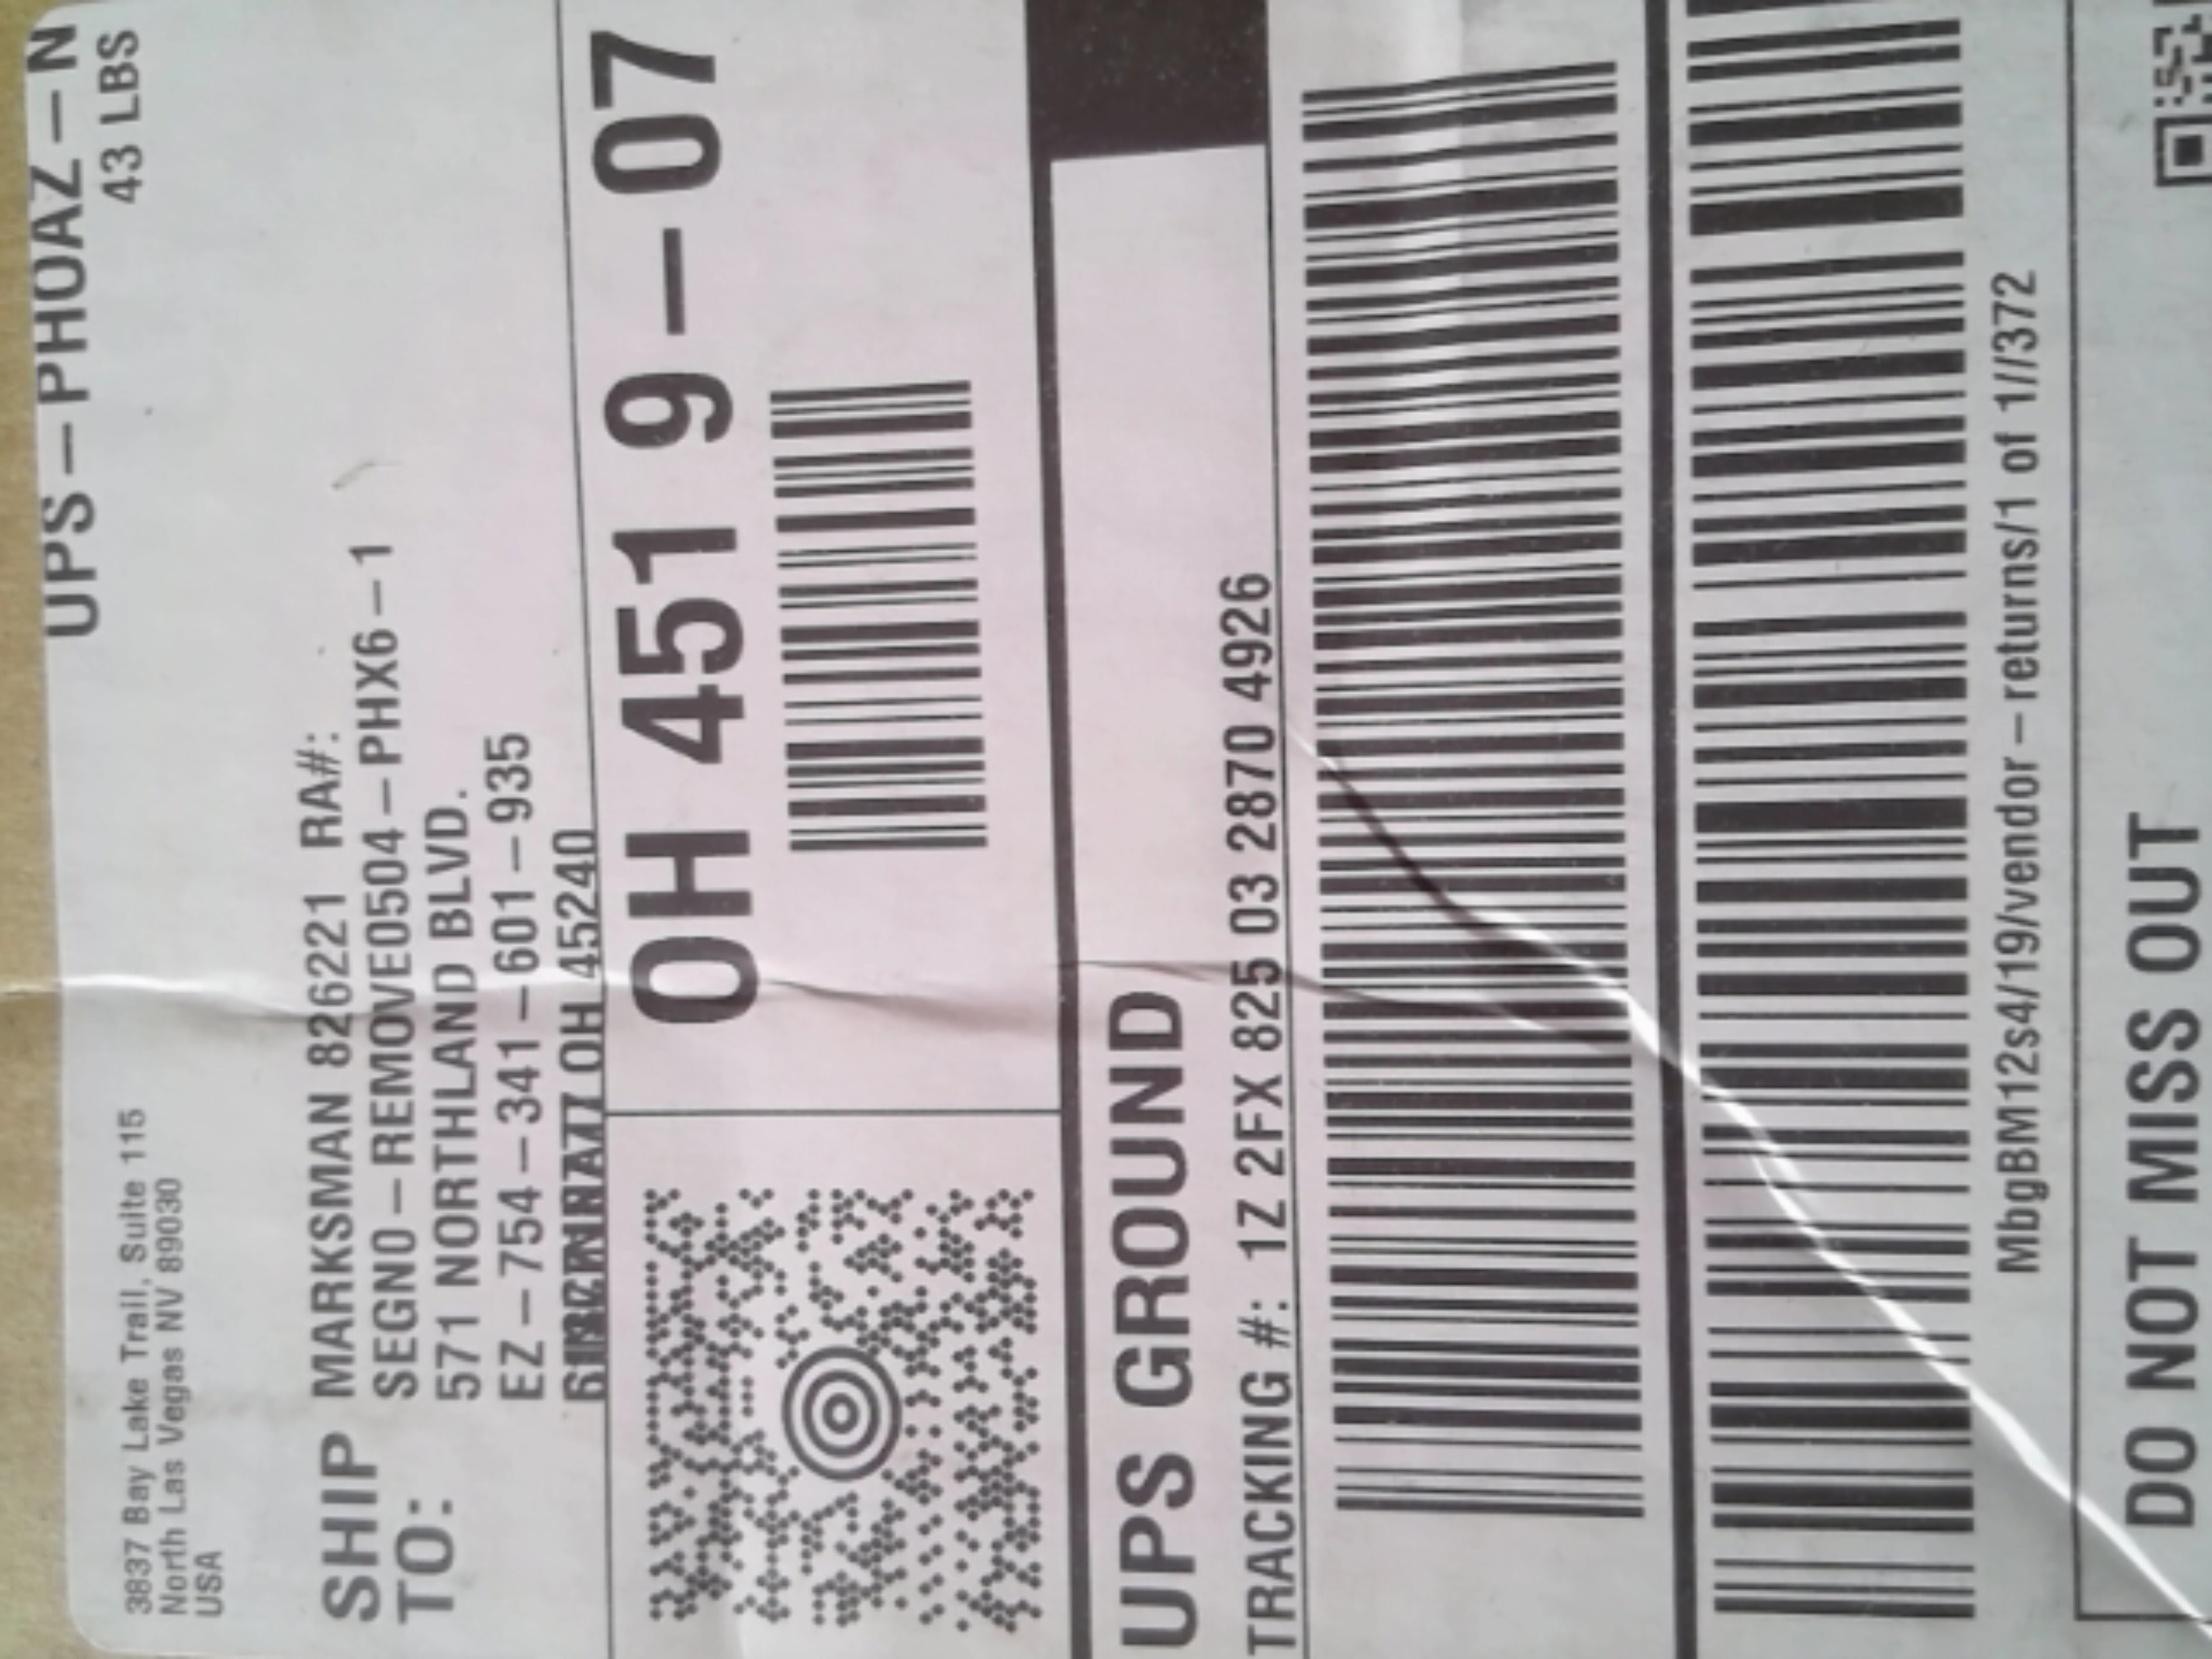 UPS-PHOAZ-N
43 LBS
3837 Bay Lake Trail, Suite 115
North Las Vegas NV 89030
USA
SHIP
TO:
MARKSMAN 826221 RA#:
SEGNO-REMOVE0504-PHX6-1
571 NORTHLAND BLVD.
EZ-754-341-601-935
OH 45240
OH 451 9-07
UPS GROUND
TRACKING #: 1Z 2FX 825 03 2870 4926
MbgBM12s4/19/vendor-returns/1 of 1//372
DO NOT MISS OUT